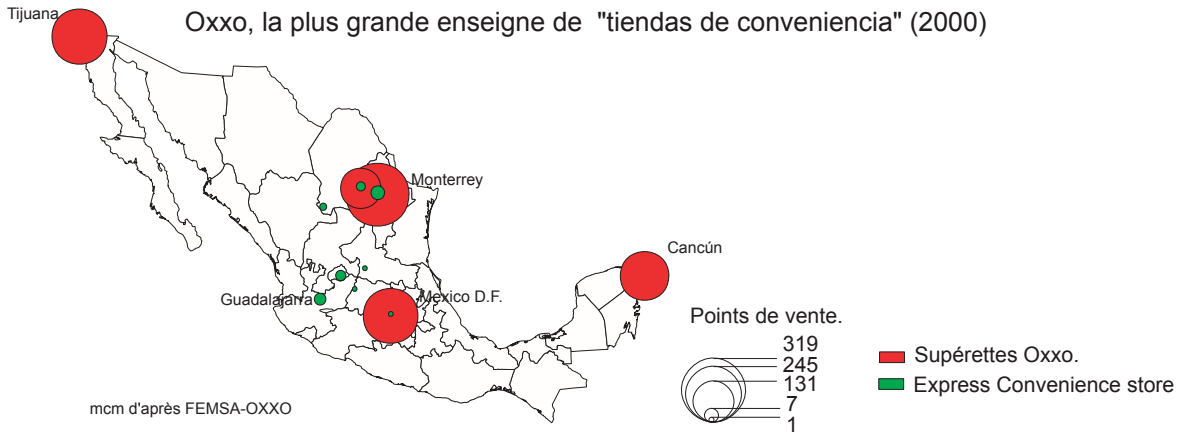 Oxxo, la plus grande enseigne de "tiendas de conveniencia" (2000)
Tijuana
Monterrey
Cancún
Guadalajarra
Mexico D.F.
Points de vente.
319
245
131
7
1
Supérettes Oxxo.
Express Convenience store
mcm d'après FEMSA-OXXO